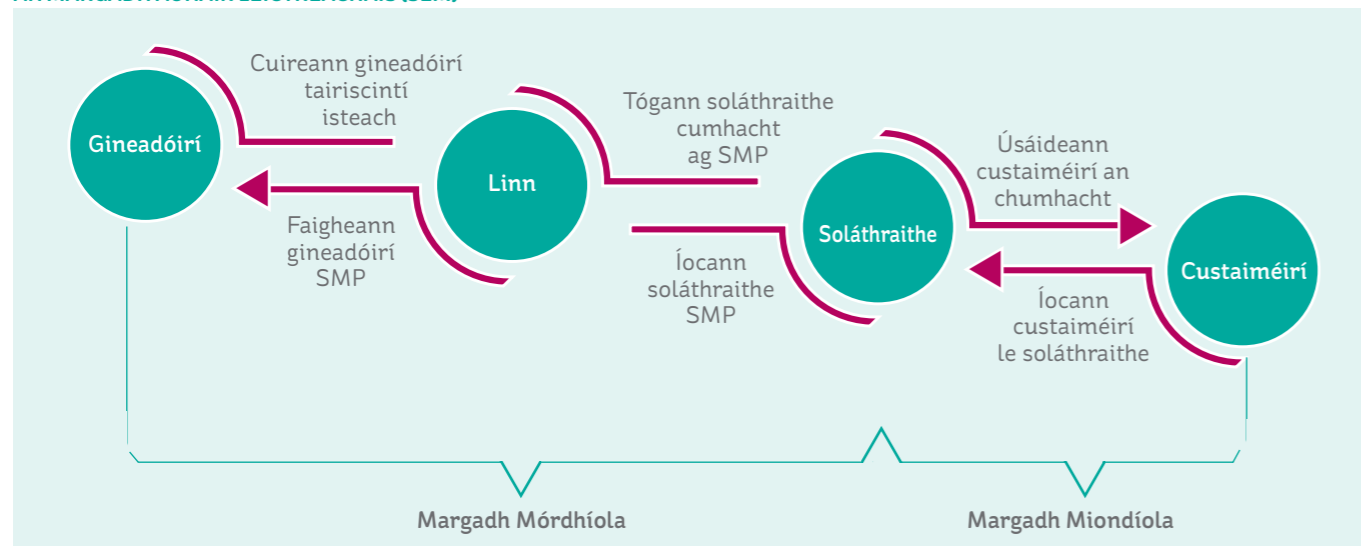 Cuireann gineadóirí
tairiscintí
isteach
Gineadóirí
Faigheann
gineadóirí
SMP
Linn
Tógann soláthraithe
cumhacht
ag SMP
Íocann
soláthraithe
SMP
Soláthraithe
Úsáideann
custaiméirí an
chumhacht
Íocann
custaiméirí
le soláthraithe
Custaiméirí
Margadh Mórdhíola
Margadh Miondíola